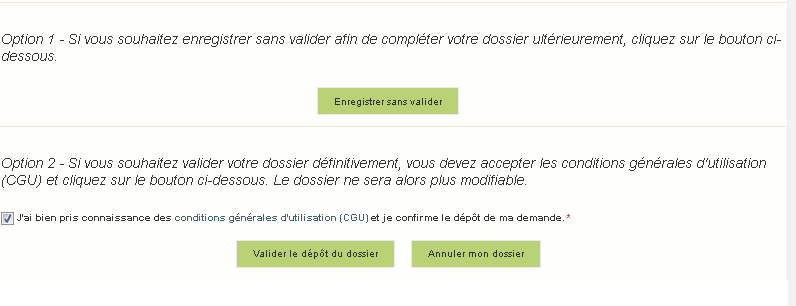 Option 1 - Si vous souhaitez enregistrer sans valider afin de compléter votre dossier ultérieurement, cliquez sur le bouton ci-
dessous.
Enregistrer sans valider
Option 2 - Si vous souhaitez valider votre dossier définitivement, vous devez accepter les conditions générales d'utilisation
(CGU) et cliquez sur le bouton ci-dessous. Le dossier ne sera alors plus modifiable.
J'ai bien pris connaissance des conditions générales d'utilisation (CGU) et je confirme le dépôt de ma demande. *
Valider le dépôt du dossier Annuler mon dossier